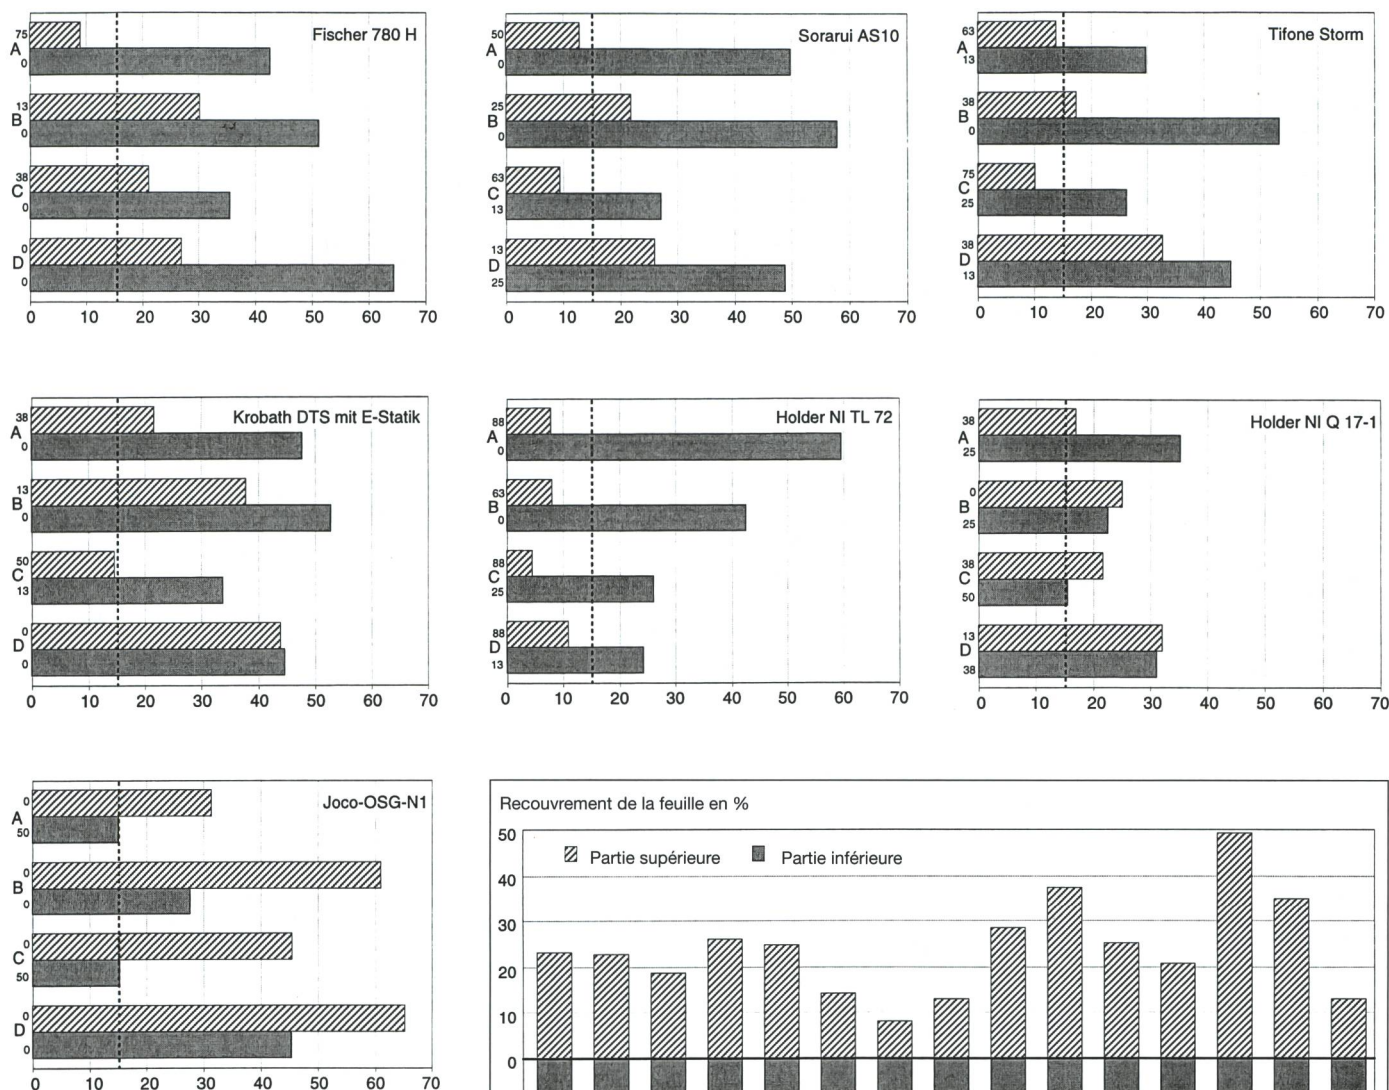 Fischer 780 H
75
A
0
13
B
0
38
C
0
0
D
0
0 10 20 30 40 50 60 70
Sorarui AS10
50
A
0
25
B
0
63
C
13
13
D
25
0 10 20 30 40 50 60 70
Tifone Storm
63
A
13
38
B
0
75
C
25
38
D
13
0 10 20 30 40 50 60 70
Krobath DTS mit E-Statik
38
A
0
13
B
0
50
C
13
0
D
0
0 10 20 30 40 50 60 70
Holder NI TL 72
88
A
0
63
B
0
88
C
25
88
D
13
0 10 20 30 40 50 60 70
Holder NI Q 17-1
38
A
25
0
B
25
38
C
50
13
D
38
0 10 20 30 40 50 60 70
Joco-OSG-N1
0
A
50
0
B
0
0
C
50
0
D
0
0 10 20 30 40 50 60 70
Recouvrement de la feuille en %
50
Partie supérieure Partie inférieure
40
30
20
10
0